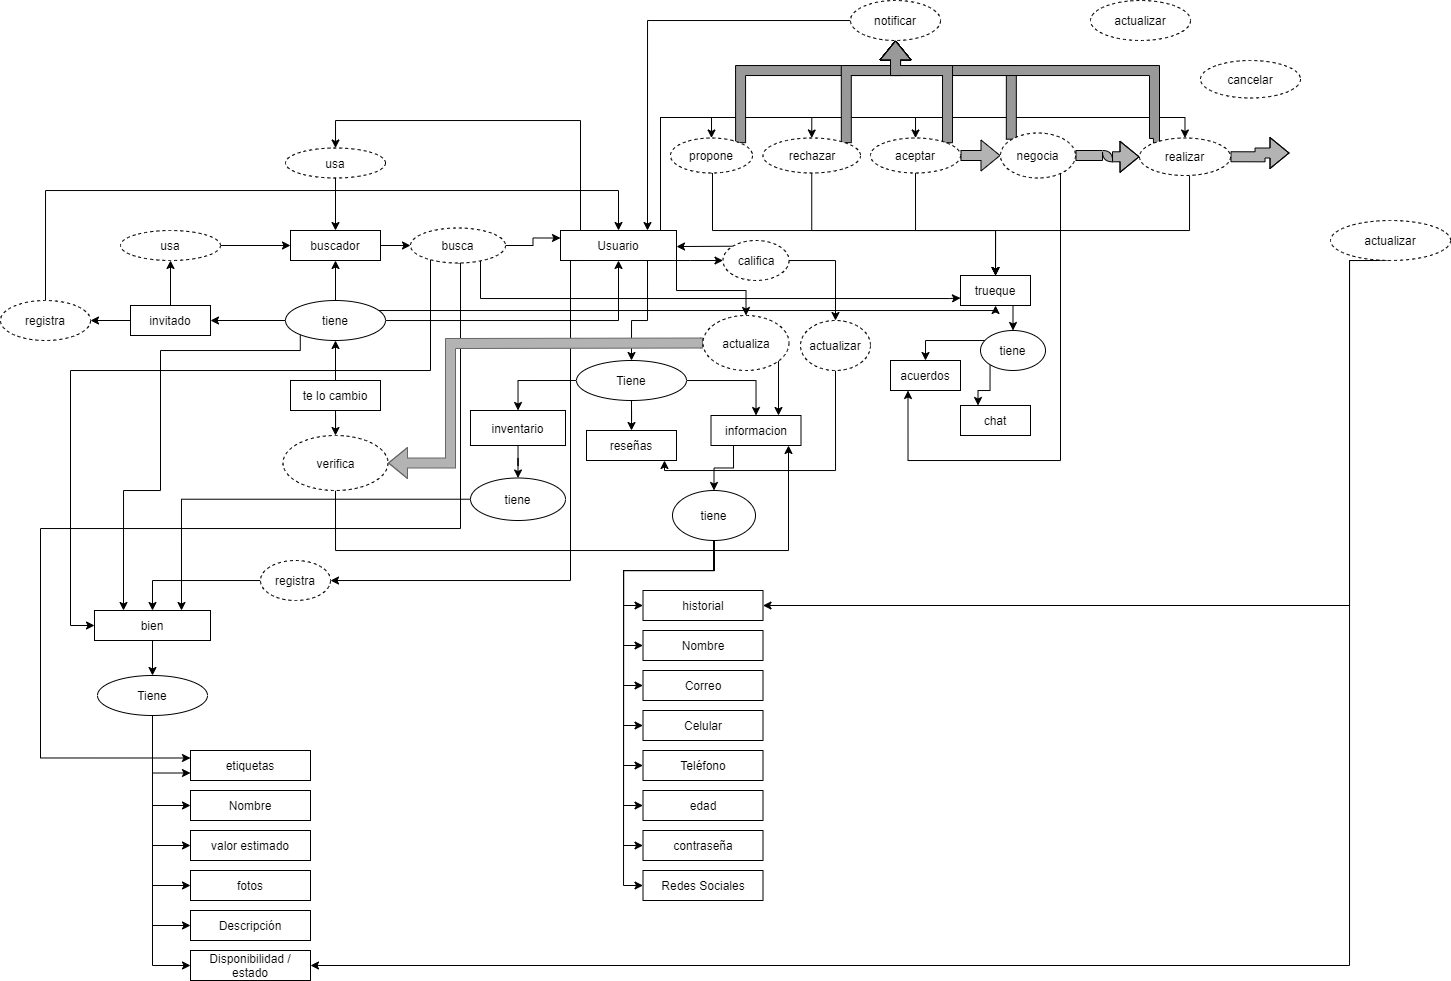 notificar
actualizar
cancelar
usa
propone
rechazar
aceptar
negocia
realizar
usa
buscador
busca
Usuario
califica
actualizar
registra
invitado
tiene
trueque
actualiza
actualizar
tiene
acuerdos
te lo cambio
Tiene
chat
inventario
reseñas
informacion
verifica
tiene
tiene
registra
bien
historial
Nombre
Correo
Celular
Teléfono
edad
contraseña
Redes Sociales
Tiene
etiquetas
Nombre
valor estimado
fotos
Descripción
Disponibilidad /
estado